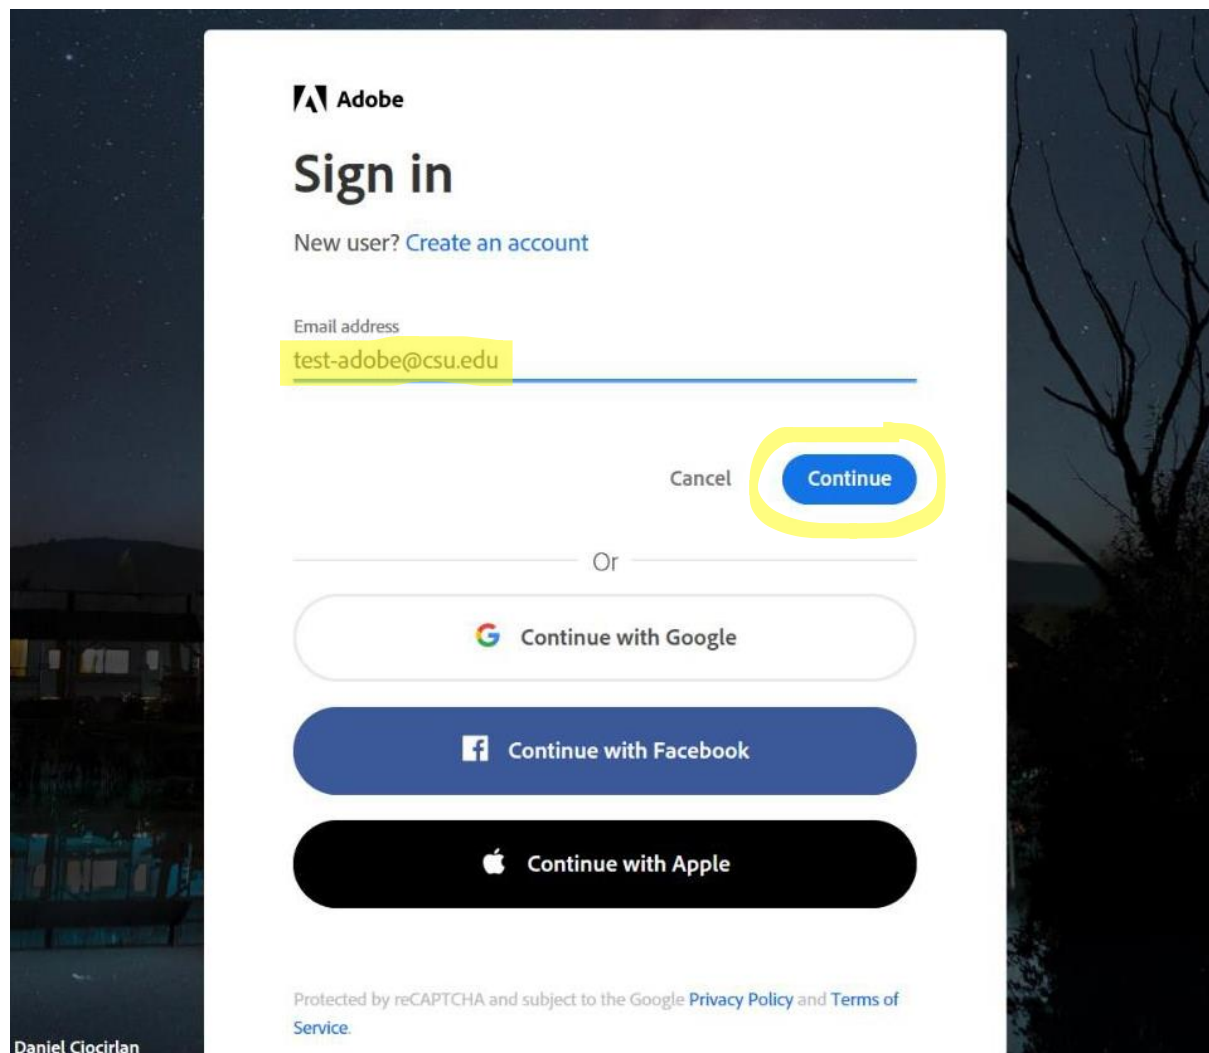 Adobe
Sign in
New user? Create an account
Email address
test-adobe@csu.edu
Cancel Continue
Or
Continue with Google
Continue with Facebook
Continue with Apple
Protected by reCAPTCHA and subject to the Google Privacy Policy and Terms of
Service.
Daniel Ciocirlan